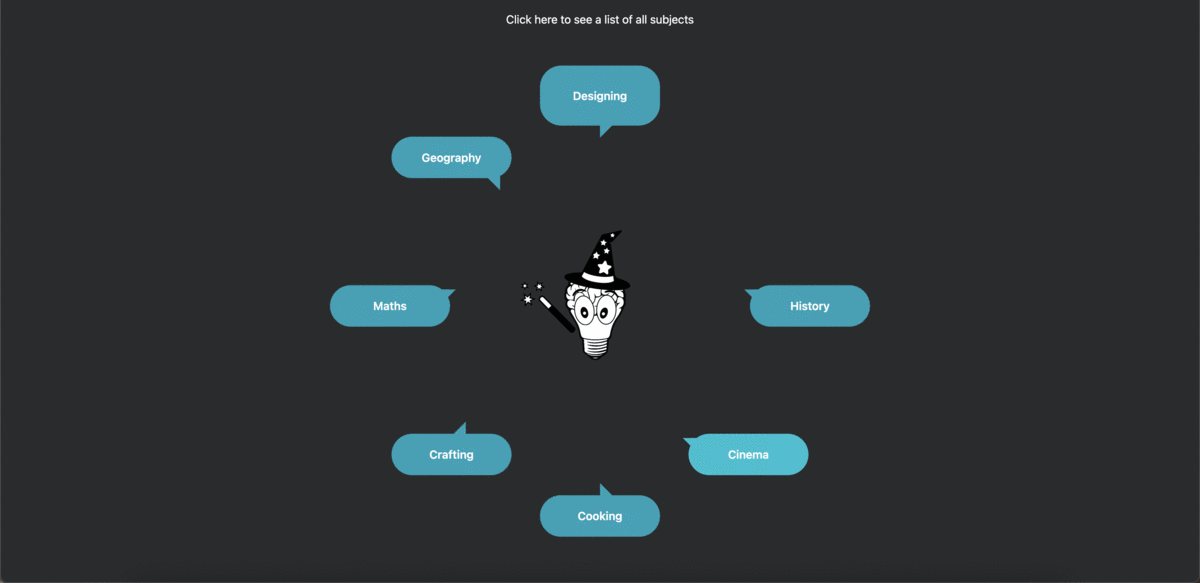 Click here to see a list of all subjects
Designing
Geography
Maths
History
Crafting
Cinema
Cooking